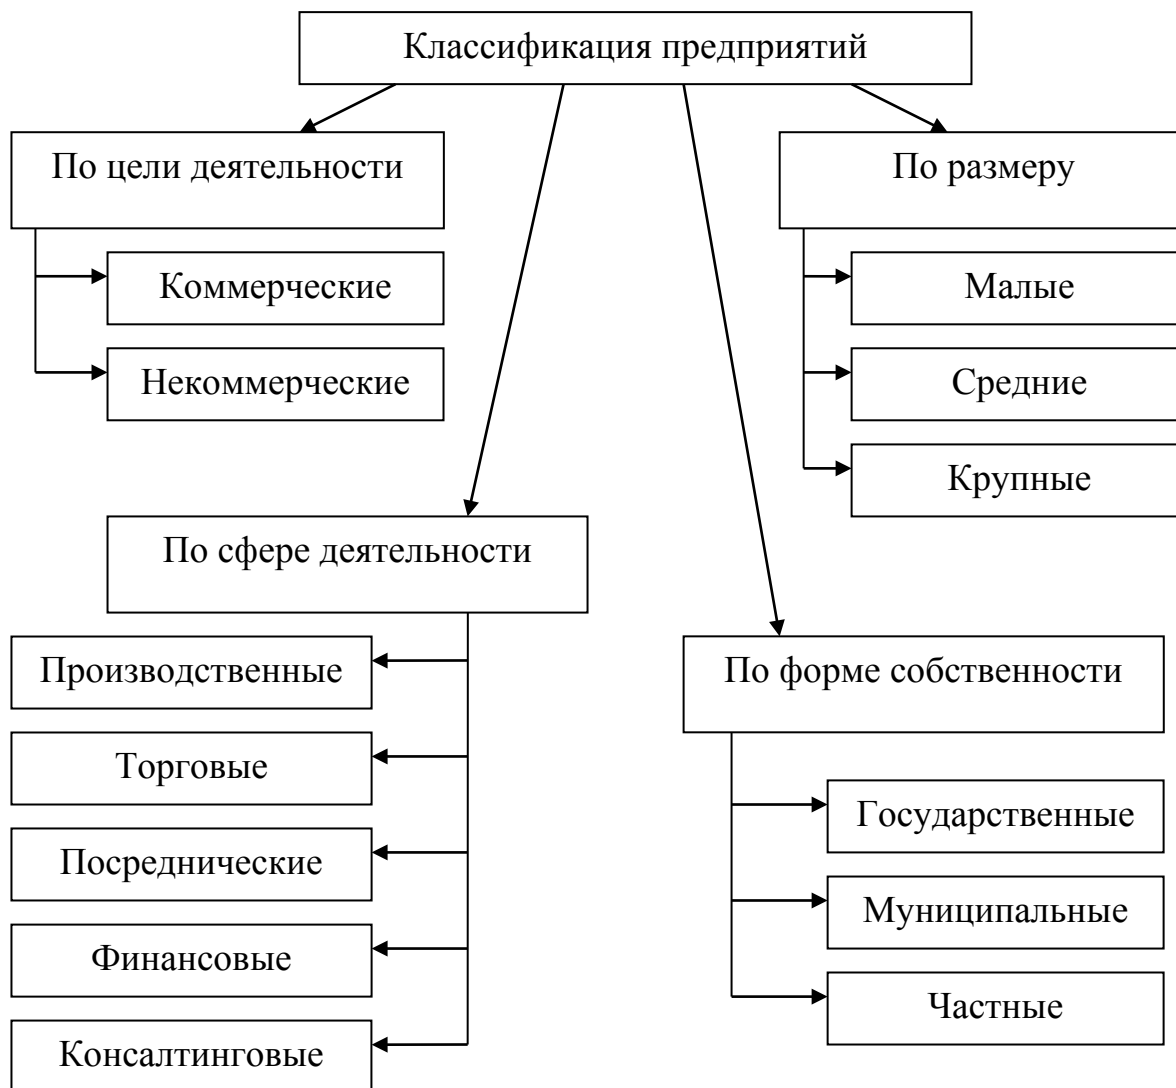 Классификация предприятий
По цели деятельности
Коммерческие
Некоммерческие
По размеру
Малые
Средние
Крупные
По сфере деятельности
Производственные
Торговые
Посреднические
Финансовые
Консалтинговые
По форме собственности
Государственные
Муниципальные
Частные